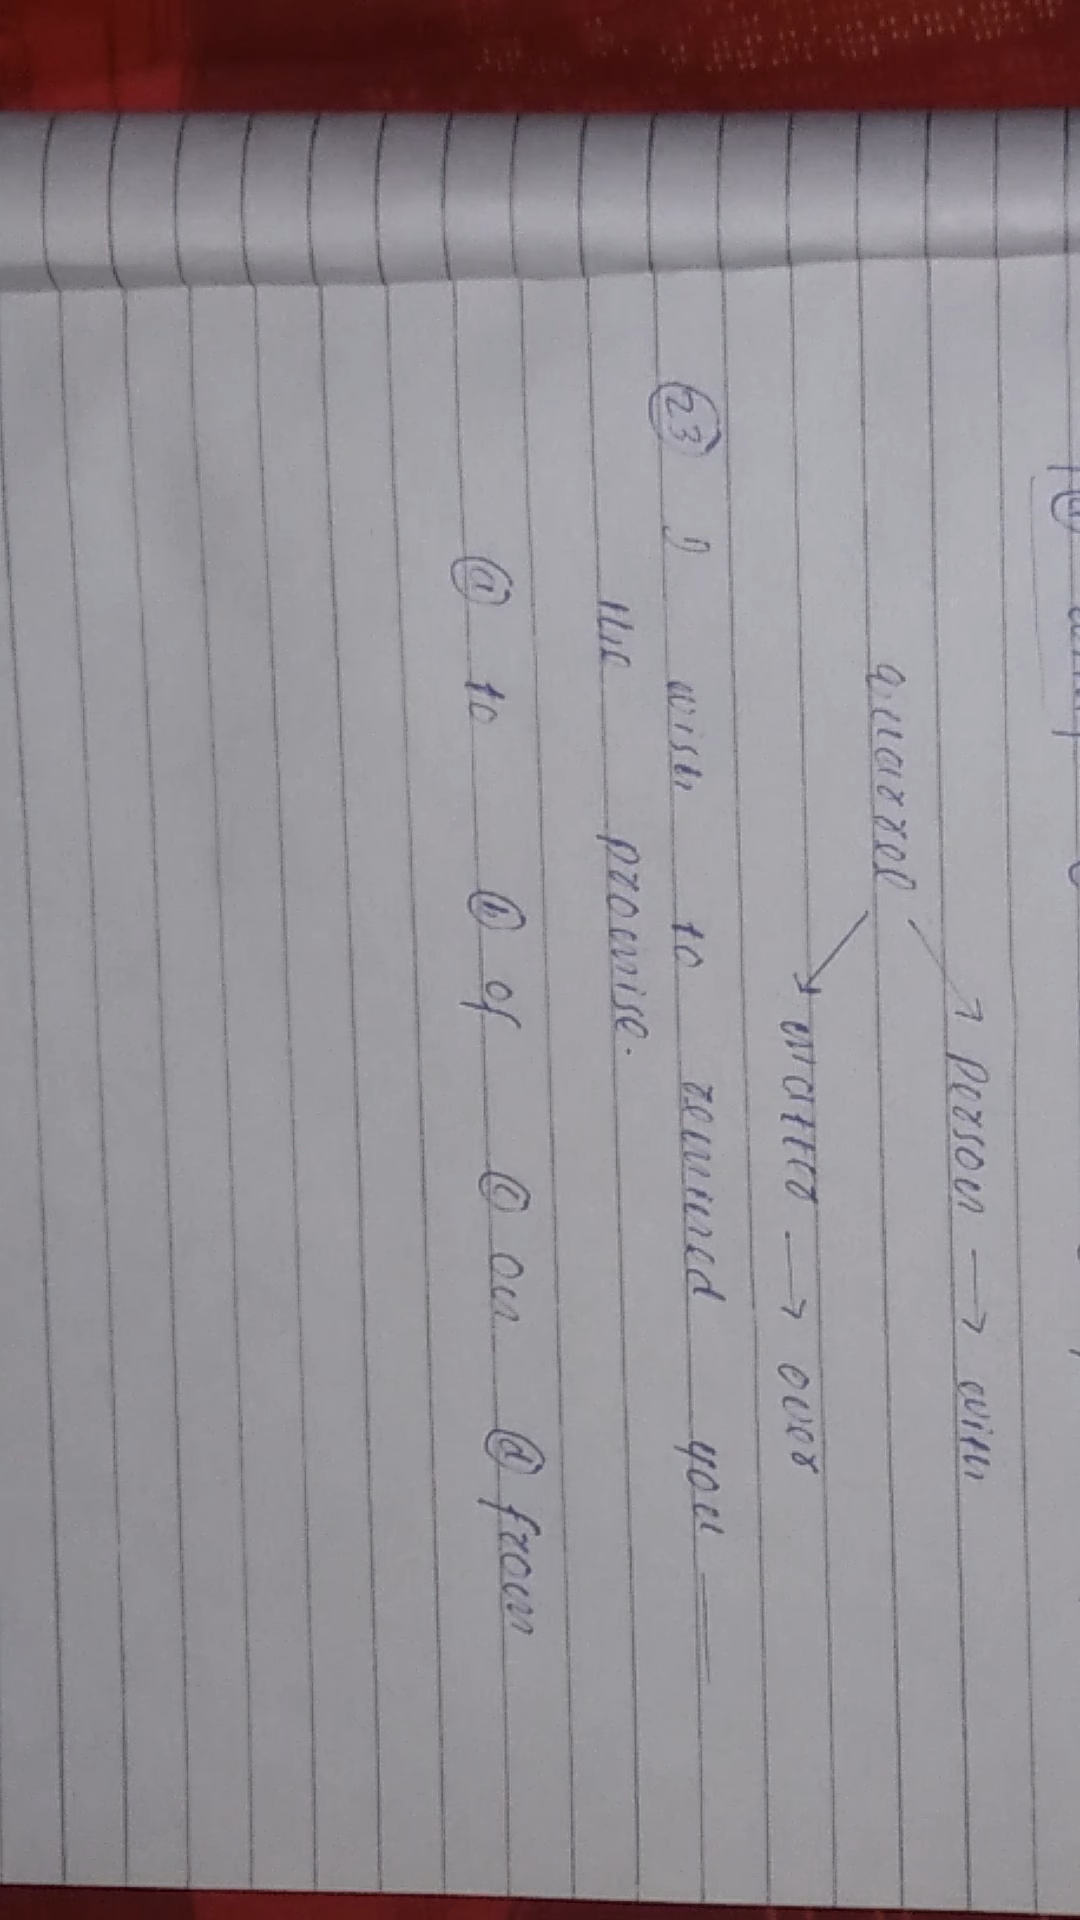 → Person → with
quarrel
→ matter → over
(23) I wish to remind you ___
the promise.
(a) to (b) of (c) on (d) from